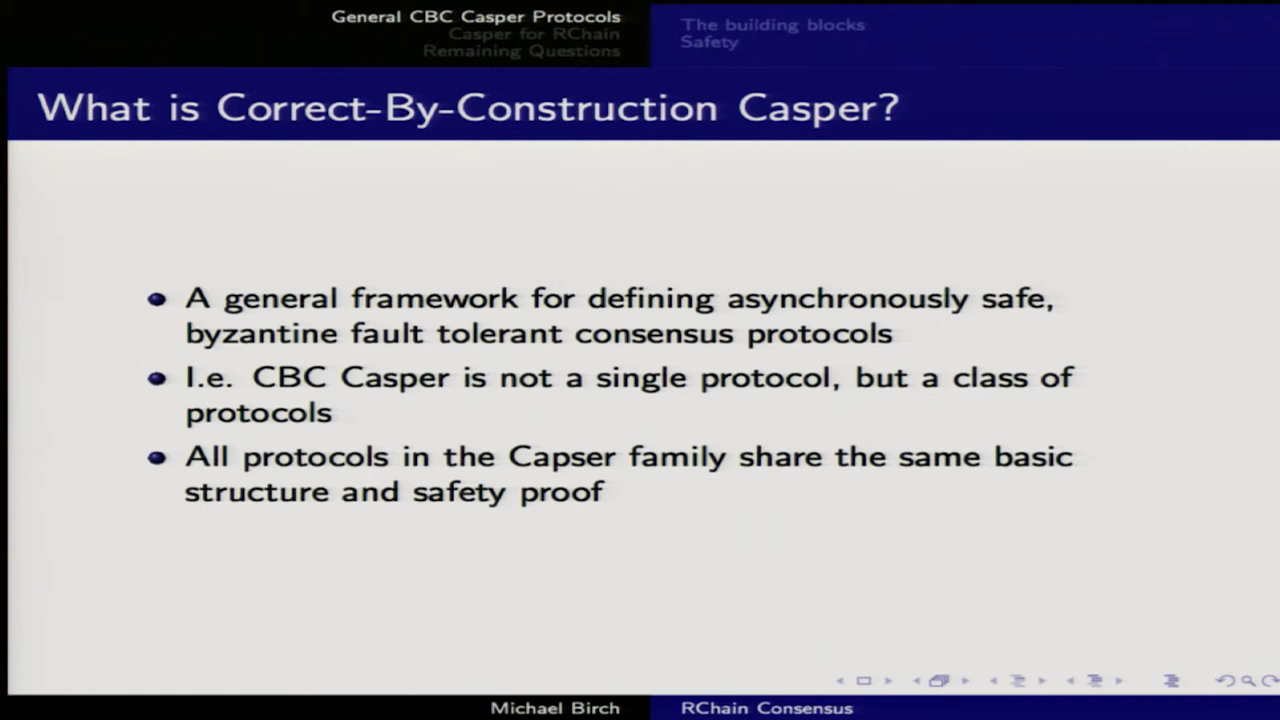 General CBC Casper Protocols
Casper for RChain
Remaining Questions
The building blocks
Safety
What is Correct-By-Construction Casper?
A general framework for defining asynchronously safe,
byzantine fault tolerant consensus protocols
I.e. CBC Casper is not a single protocol, but a class of
protocols
All protocols in the Capser family share the same basic
structure and safety proof
Michael Birch
RChain Consensus